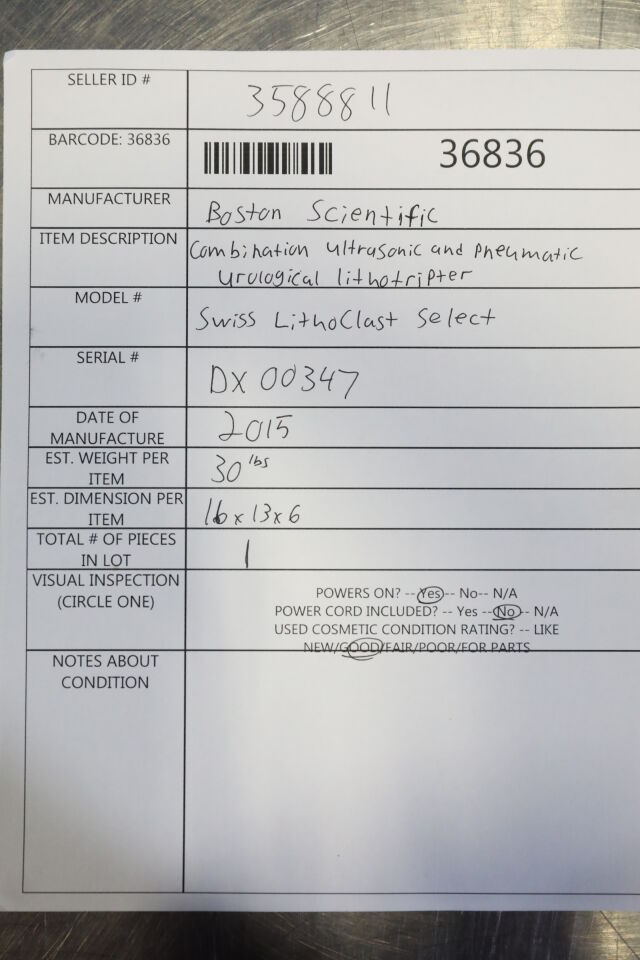 SELLER ID #
3588811
BARCODE: 36836
36836
MANUFACTURER
Boston Scientific
ITEM DESCRIPTION
Combination Ultrasonic and Pneumatic
Urological lithotripter
MODEL #
Swiss LithoClast Select
SERIAL #
DX 00347
DATE OF
MANUFACTURE
2015
EST. WEIGHT PER
ITEM
30 lbs
EST. DIMENSION PER
ITEM
16 x 13 x 6
TOTAL # OF PIECES
IN LOT
1
VISUAL INSPECTION
(CIRCLE ONE)
POWERS ON? -- Yes -- No-- N/A
POWER CORD INCLUDED? -- Yes -- No -- N/A
USED COSMETIC CONDITION RATING? -- LIKE
NEW/GOOD/FAIR/POOR/FOR PARTS
NOTES ABOUT
CONDITION